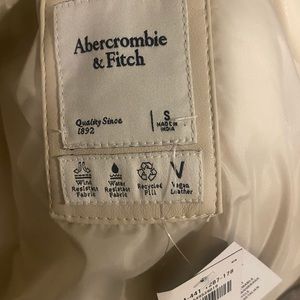 Abercrombie
& Fitch
Quality Since
1892
S
MADE IN
INDIA
Wind
Resistant
Fabric
Water
Resistant
Fabric
Recycled
Fill
Vegan
Leather